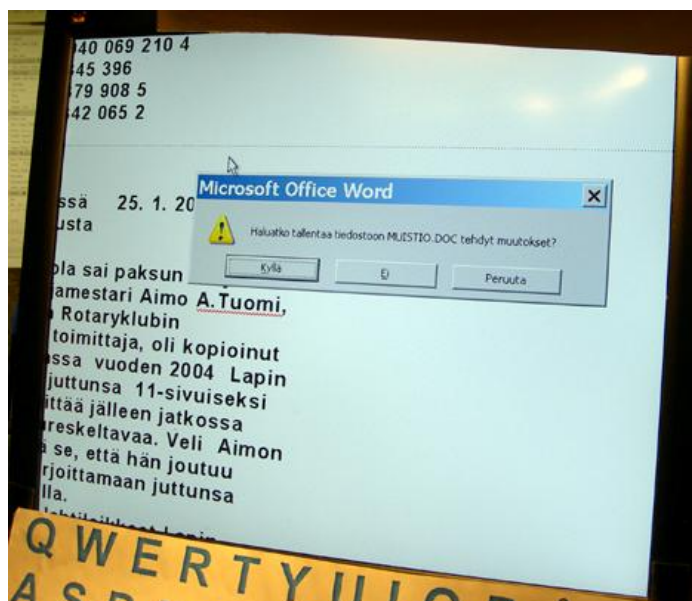 040 069 210 4
45 396
79 908 5
42 065 2
ssä 25. 1. 20
usta
Microsoft Office Word
Haluatko tallentaa tiedostoon MUISTIO.DOC tehdyt muutokset?
Kyllä Ei Peruuta
ola sai paksun
jamestari Aimo A.Tuomi,
Rotaryklubin
toimittaja, oli kopioinut
ssa vuoden 2004 Lapin
juttunsa 11-sivuiseksi
ittää jälleen jatkossa
ureskeltavaa. Veli Aimon
se, että hän joutuu
rjoittamaan juttunsa
lla.
QWERTYUIOPÅ